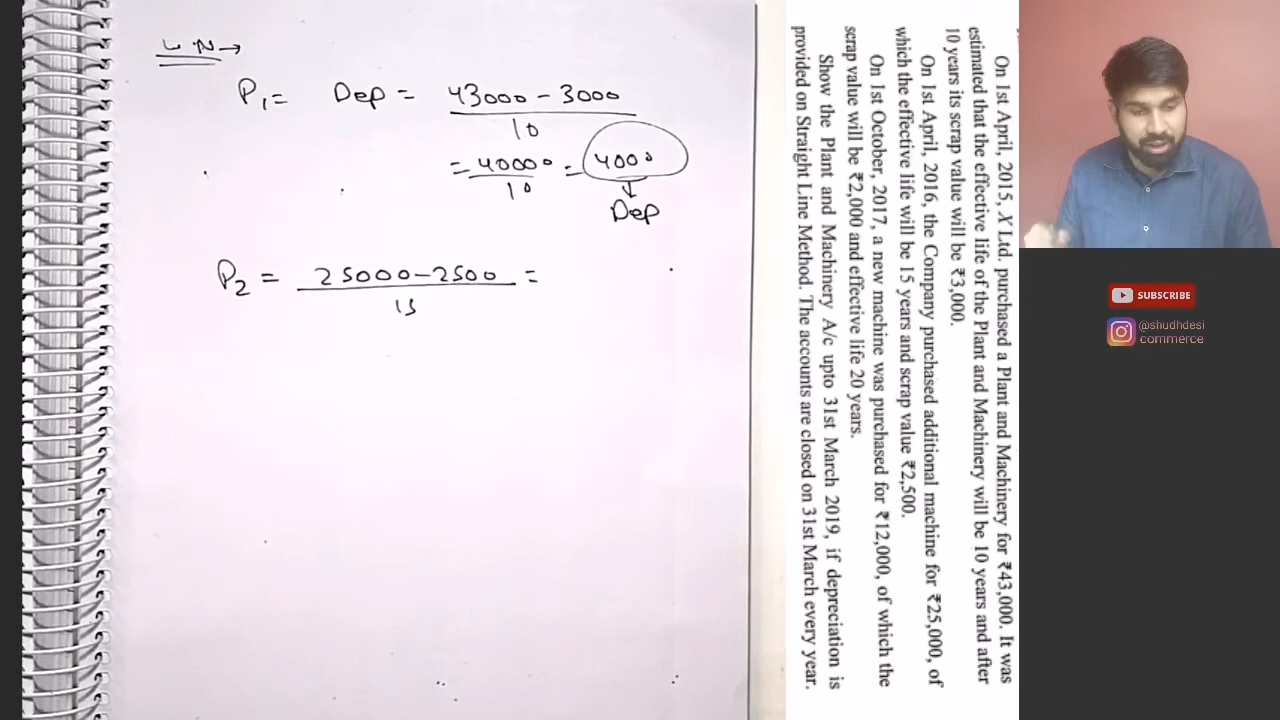 W N →
P1 = Dep = 43000 - 3000
10
= 40000 = 4000
10
Dep
P2 = 25000 - 2500 =
15
On 1st April, 2015, X Ltd. purchased a Plant and Machinery for ₹43,000. It was
estimated that the effective life of the Plant and Machinery will be 10 years and after
10 years its scrap value will be ₹3,000.
On 1st April, 2016, the Company purchased additional machine for ₹25,000, of
which the effective life will be 15 years and scrap value ₹2,500.
On 1st October, 2017, a new machine was purchased for ₹12,000, of which the
scrap value will be ₹2,000 and effective life 20 years.
Show the Plant and Machinery A/c upto 31st March 2019, if depreciation is
provided on Straight Line Method. The accounts are closed on 31st March every year.
SUBSCRIBE
@shudhdesi
commerce